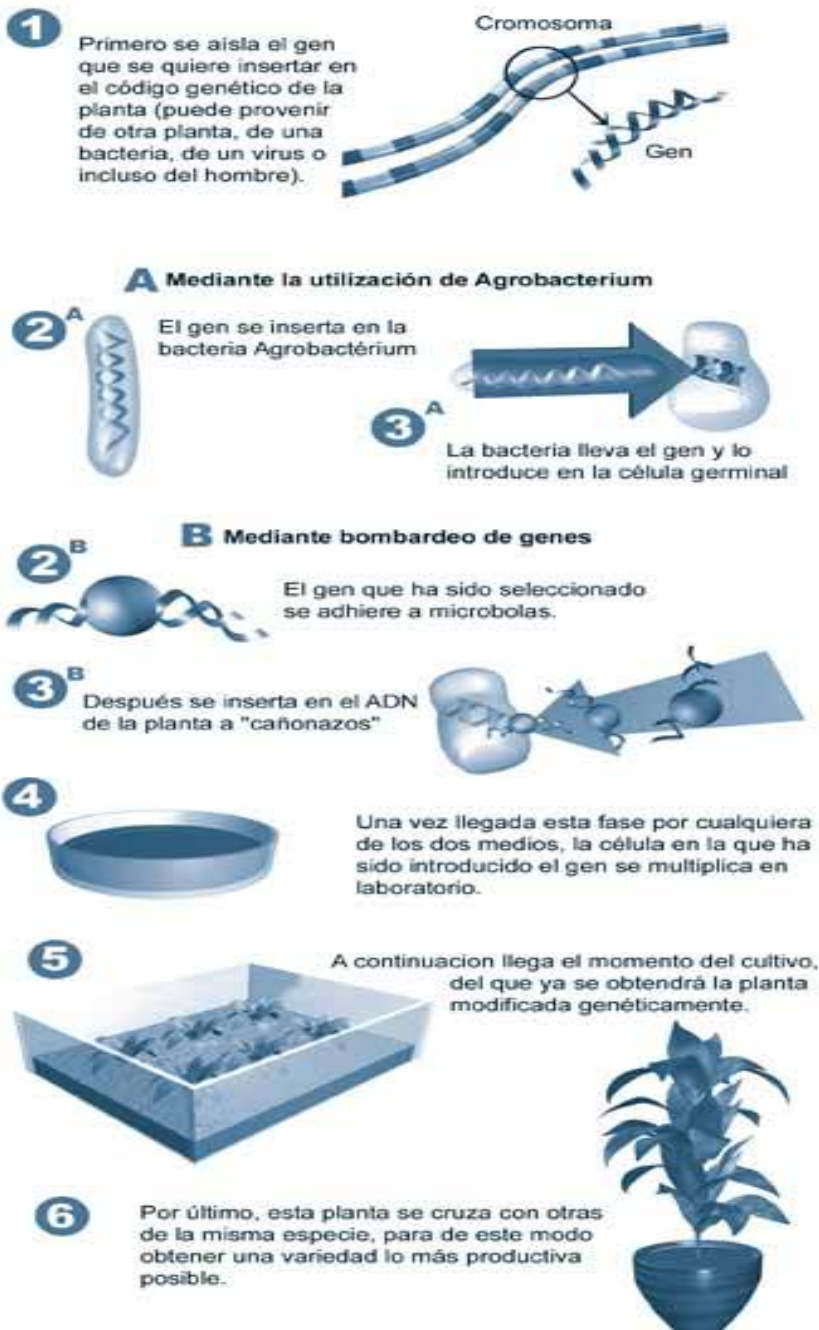 1
Primero se aisla el gen
que se quiere insertar en
el código genético de la
planta (puede provenir
de otra planta, de una
bacteria, de un virus o
incluso del hombre).
Cromosoma
Gen
A Mediante la utilización de Agrobacterium
2 A
El gen se inserta en la
bacteria Agrobactérium
3 A
La bacteria lleva el gen y lo
introduce en la célula germinal
B Mediante bombardeo de genes
2 B
El gen que ha sido seleccionado
se adhiere a microbolas.
3 B
Después se inserta en el ADN
de la planta a "cañonazos"
4
Una vez llegada esta fase por cualquiera
de los dos medios, la célula en la que ha
sido introducido el gen se multiplica en
laboratorio.
5
A continuacion llega el momento del cultivo,
del que ya se obtendrá la planta
modificada genéticamente.
6
Por último, esta planta se cruza con otras
de la misma especie, para de este modo
obtener una variedad lo más productiva
posible.